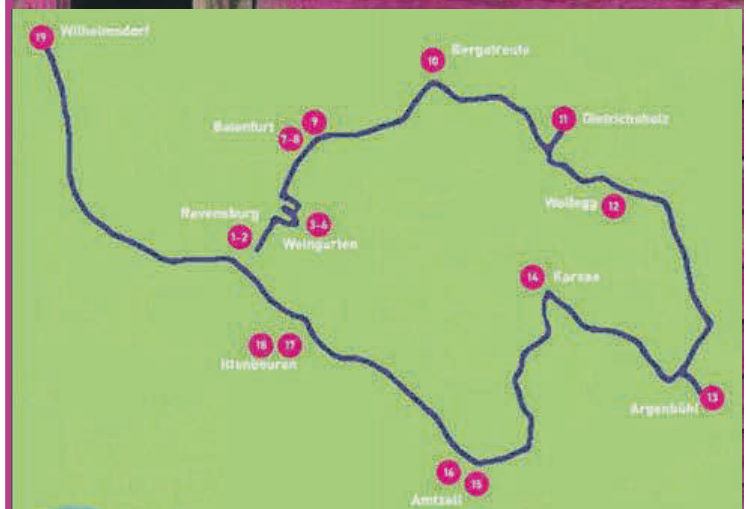 19 Wilhelmsdorf
10 Bergatreute
9
Baienfurt 7-8
11 Dietrichsholz
Ravensburg
1-2
3-6
Weingarten
Wolfegg 12
14 Karsee
18 17
Argenbühl 13
16 15
Amtzell